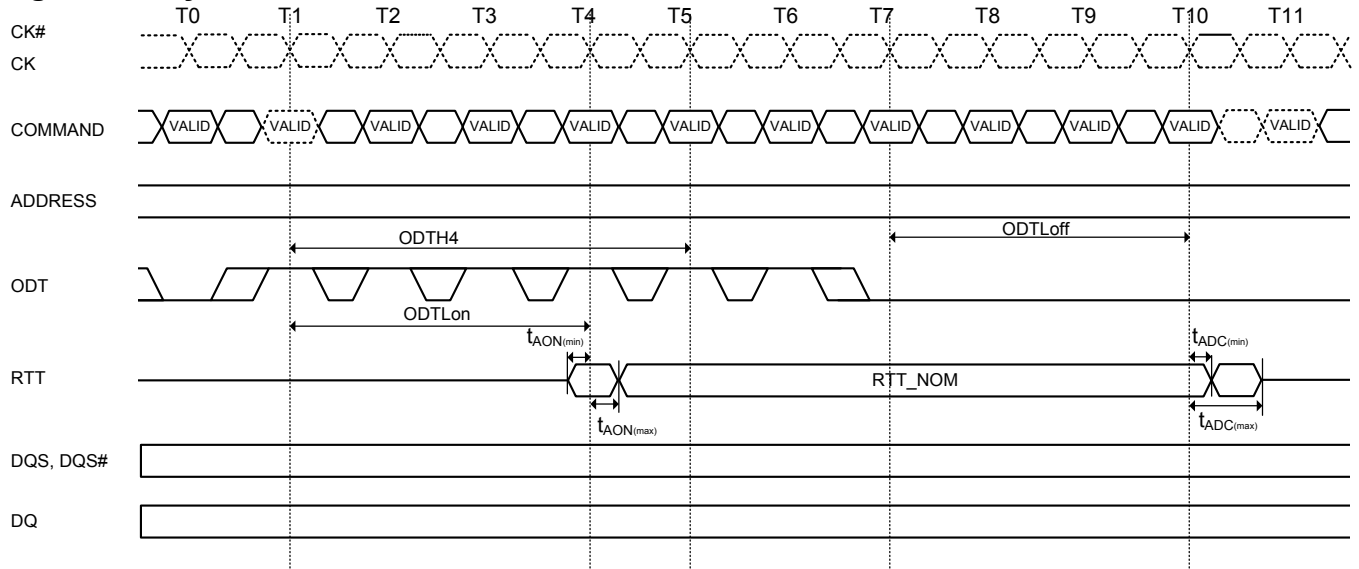 T0 T1 T2 T3 T4 T5 T6 T7 T8 T9 T10 T11
CK#
CK
COMMAND VALID VALID VALID VALID VALID VALID VALID VALID VALID VALID VALID VALID
ADDRESS
ODTH4 ODTLoff
ODT
ODTLon
tAON(min) tADC(min)
RTT RTT_NOM
tAON(max) tADC(max)
DQS, DQS#
DQ